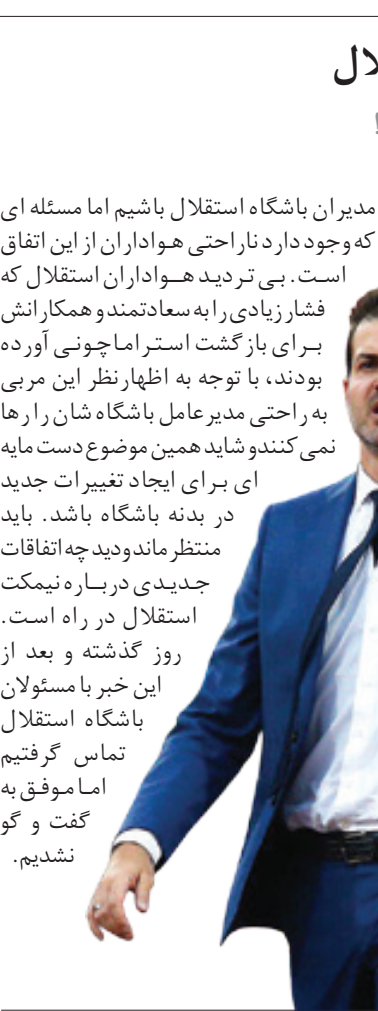 لال
!
مدیران باشگاه استقلال باشیم اما مسئله ای
که وجود دارد ناراحتی هواداران از این اتفاق
است. بی تردید هــواداران استقلال که
فشار زیادی را به سعادتمند و همکارانش
بــرای بازگشت استراماچونی آورده
بودند، با توجه به اظهارنظر این مربی
به راحتی مدیرعامل باشگاه شان را رها
نمی کنند و شاید همین موضوع دست مایه
ای برای ایجاد تغییرات جدید
در بدنه باشگاه باشد. باید
منتظر ماند و دید چه اتفاقات
جدیدی دربــاره نیمکت
استقلال در راه است.
روز گذشته و بعد از
این خبر با مسئولان
باشگاه استقلال
تماس گرفتیم
اما موفق به
گفت و گو
نشدیم.